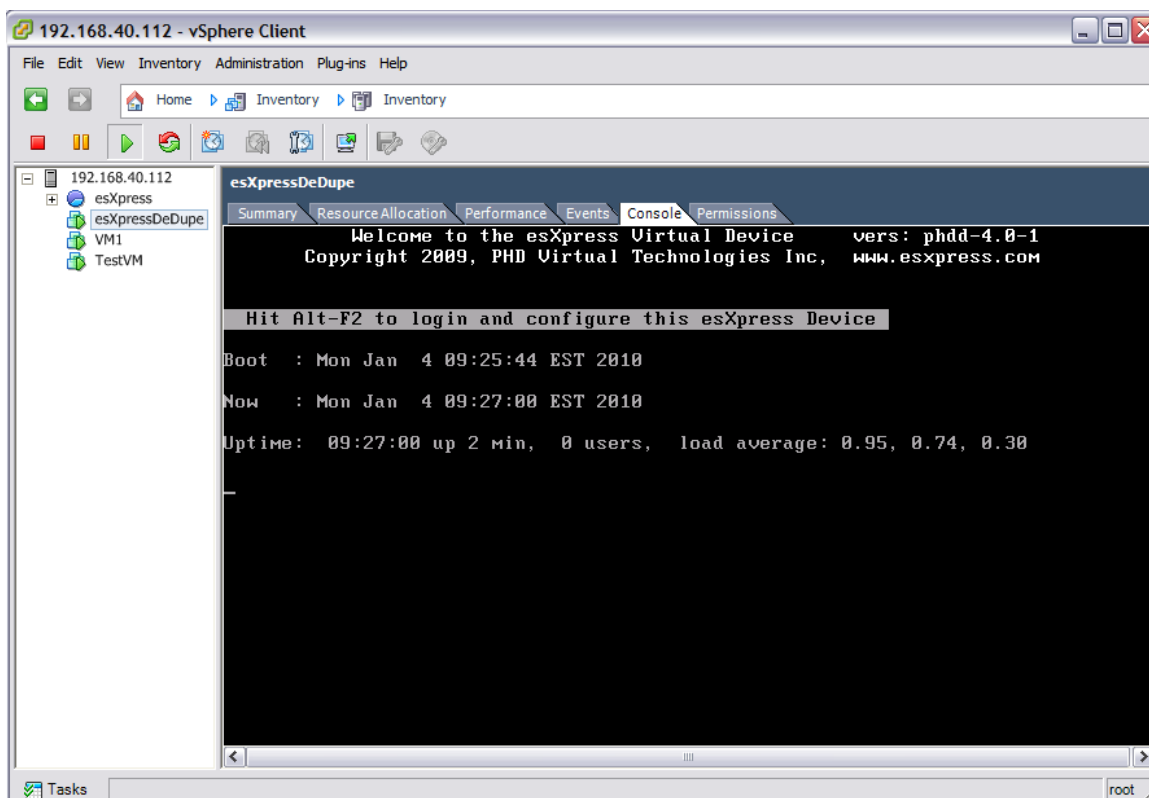 192.168.40.112 - vSphere Client
File Edit View Inventory Administration Plug-ins Help
Home Inventory Inventory
192.168.40.112
esXpress
esXpressDeDupe
VM1
TestVM
esXpressDeDupe
Summary Resource Allocation Performance Events Console Permissions
Welcome to the esXpress Virtual Device vers: phdd-4.0-1
Copyright 2009, PHD Virtual Technologies Inc, www.esxpress.com
Hit Alt-F2 to login and configure this esXpress Device
Boot : Mon Jan 4 09:25:44 EST 2010
Now : Mon Jan 4 09:27:00 EST 2010
Uptime: 09:27:00 up 2 min, 0 users, load average: 0.95, 0.74, 0.30
Tasks
root